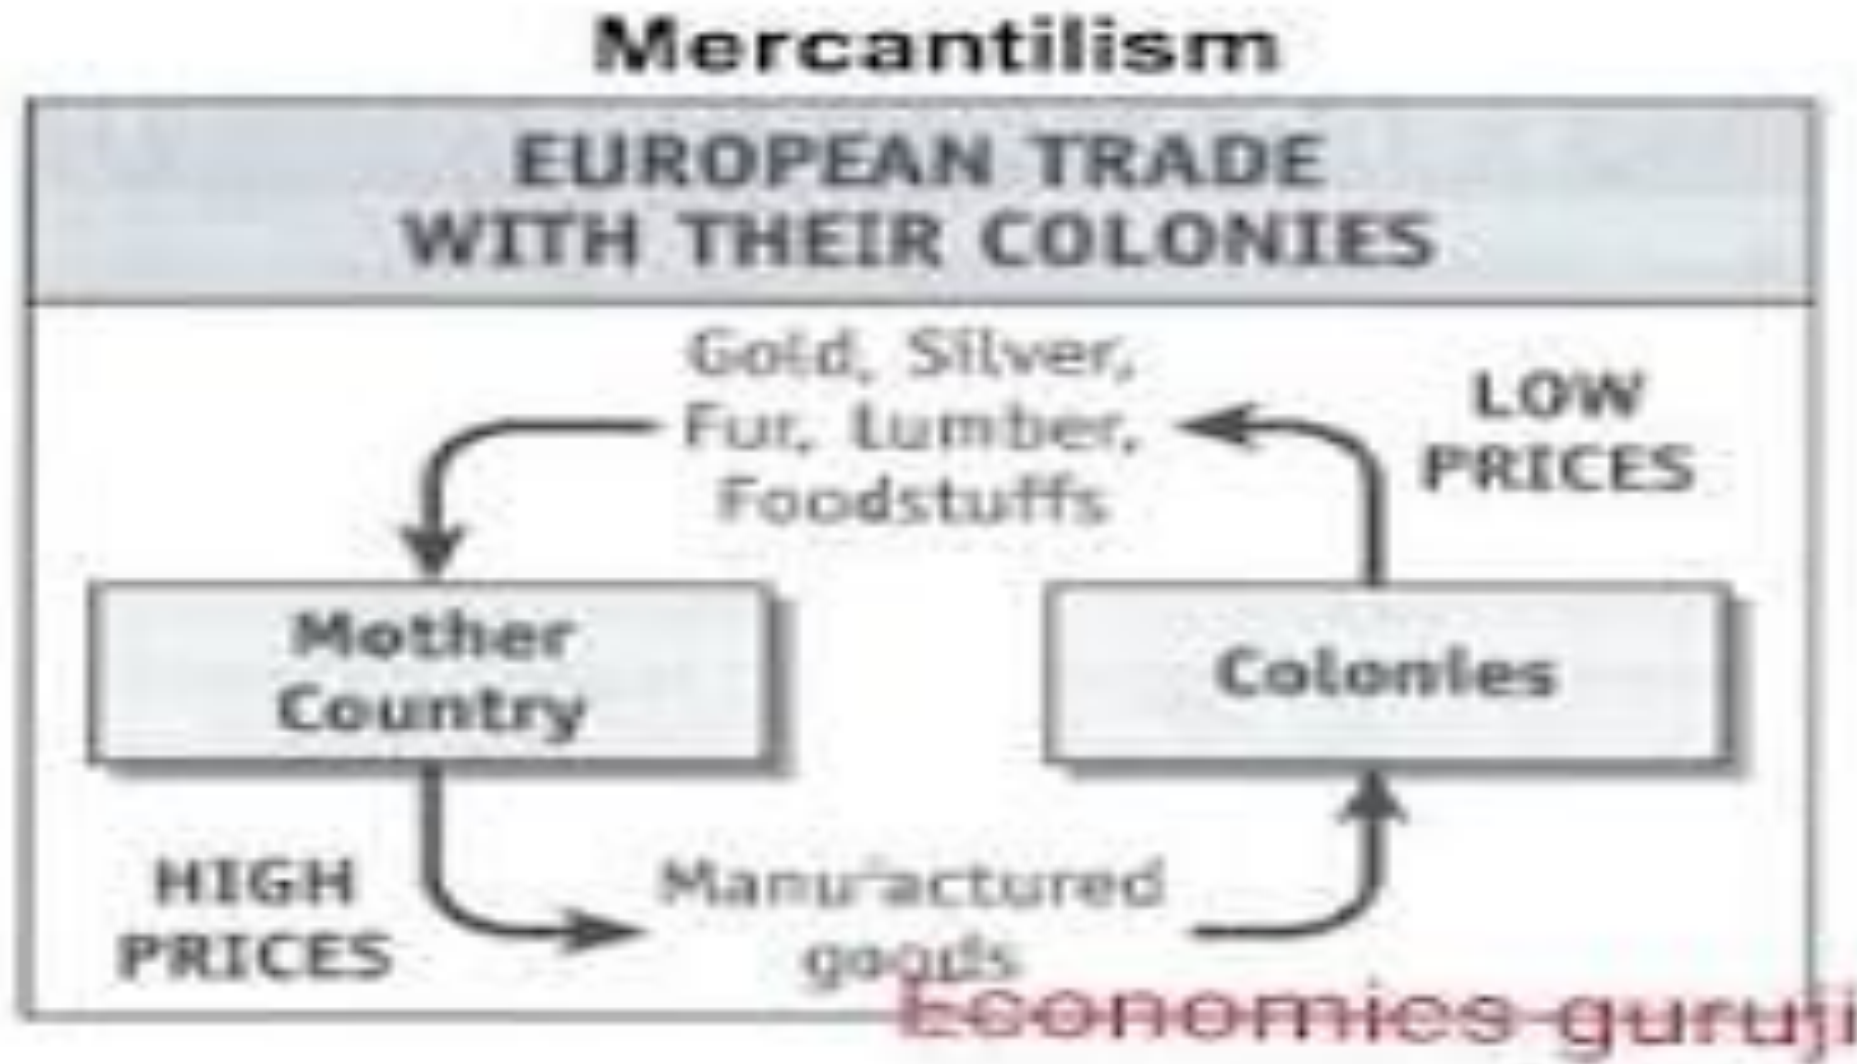 Mercantilism
EUROPEAN TRADE
WITH THEIR COLONIES
Gold, Silver,
Fur, Lumber,
Foodstuffs
LOW
PRICES
Mother
Country
Colonies
HIGH
PRICES
Manufactured
goods
Economics guruji